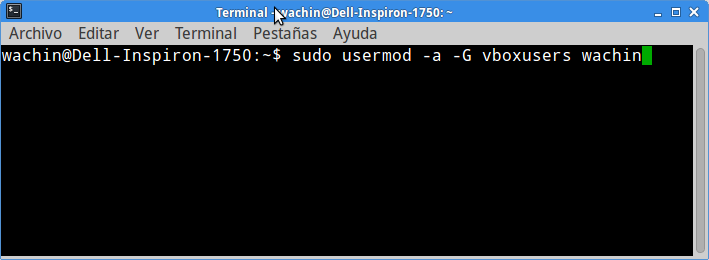 Terminal - wachin@Dell-Inspiron-1750: ~
Archivo Editar Ver Terminal Pestañas Ayuda
wachin@Dell-Inspiron-1750:~$ sudo usermod -a -G vboxusers wachin